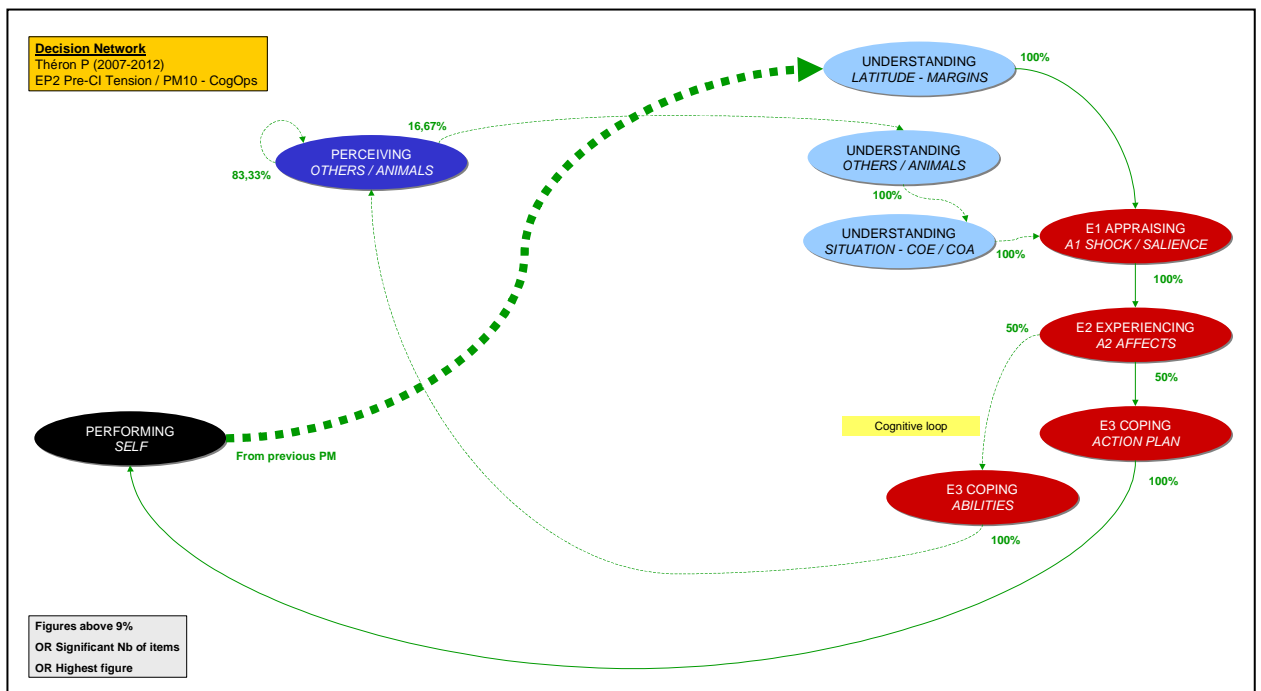 Decision Network
Théron P (2007-2012)
EP2 Pre-CI Tension / PM10 - CogOps
UNDERSTANDING
LATITUDE - MARGINS
100%
16,67%
PERCEIVING
OTHERS / ANIMALS
83,33%
UNDERSTANDING
OTHERS / ANIMALS
100%
UNDERSTANDING
SITUATION - COE / COA
100%
E1 APPRAISING
A1 SHOCK / SALIENCE
100%
E2 EXPERIENCING
A2 AFFECTS
50%
50%
Cognitive loop
E3 COPING
ACTION PLAN
100%
PERFORMING
SELF
From previous PM
E3 COPING
ABILITIES
100%
Figures above 9%
OR Significant Nb of items
OR Highest figure